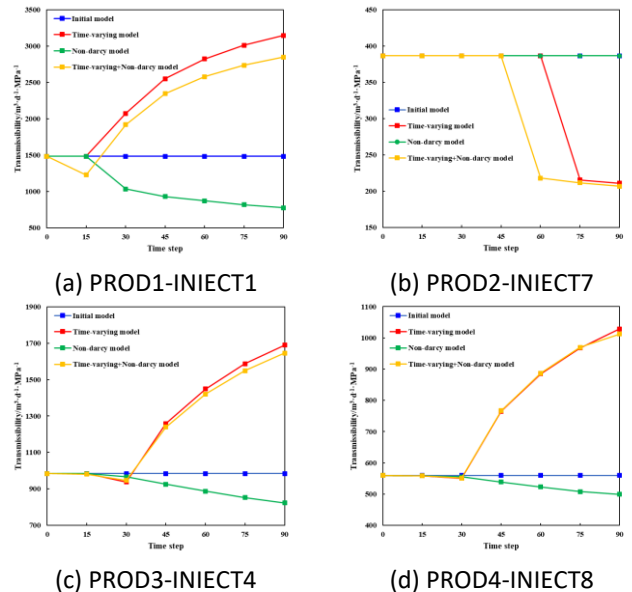 3500
3000
2500
2000
1500
1000
500
Transmissibility/m³·d⁻¹·MPa⁻¹
Initial model
Time-varying model
Non-darcy model
Time-varying+Non-darcy model
0 15 30 45 60 75 90
Time step
(a) PROD1-INIECT1
450
400
350
300
250
200
150
Transmissibility/m³·d⁻¹·MPa⁻¹
Initial model
Time-varying model
Non-darcy model
Time-varying+Non-darcy model
0 15 30 45 60 75 90
Time step
(b) PROD2-INIECT7
1900
1700
1500
1300
1100
900
700
Transmissibility/m³·d⁻¹·MPa⁻¹
Initial model
Time-varying model
Non-darcy model
Time-varying+Non-darcy model
0 15 30 45 60 75 90
Time step
(c) PROD3-INIECT4
1100
1000
900
800
700
600
500
400
Transmissibility/m³·d⁻¹·MPa⁻¹
Initial model
Time-varying model
Non-darcy model
Time-varying+Non-darcy model
0 15 30 45 60 75 90
Time step
(d) PROD4-INIECT8